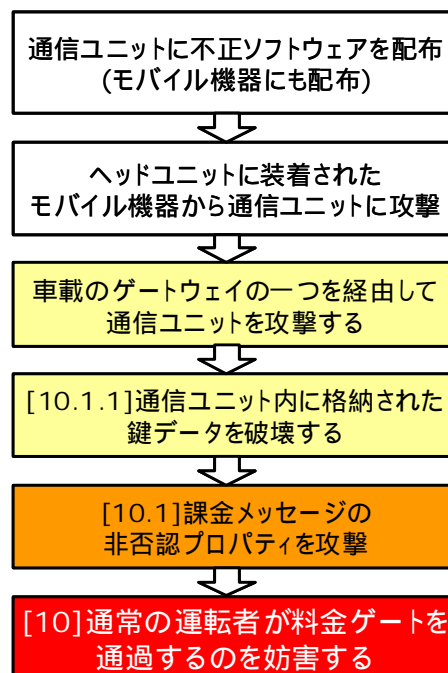 通信ユニットに不正ソフトウェアを配布
(モバイル機器にも配布)
ヘッドユニットに装着された
モバイル機器から通信ユニットに攻撃
車載のゲートウェイの一つを経由して
通信ユニットを攻撃する
[10.1.1]通信ユニット内に格納された
鍵データを破壊する
[10.1]課金メッセージの
非否認プロパティを攻撃
[10]通常の運転者が料金ゲートを
通過するのを妨害する